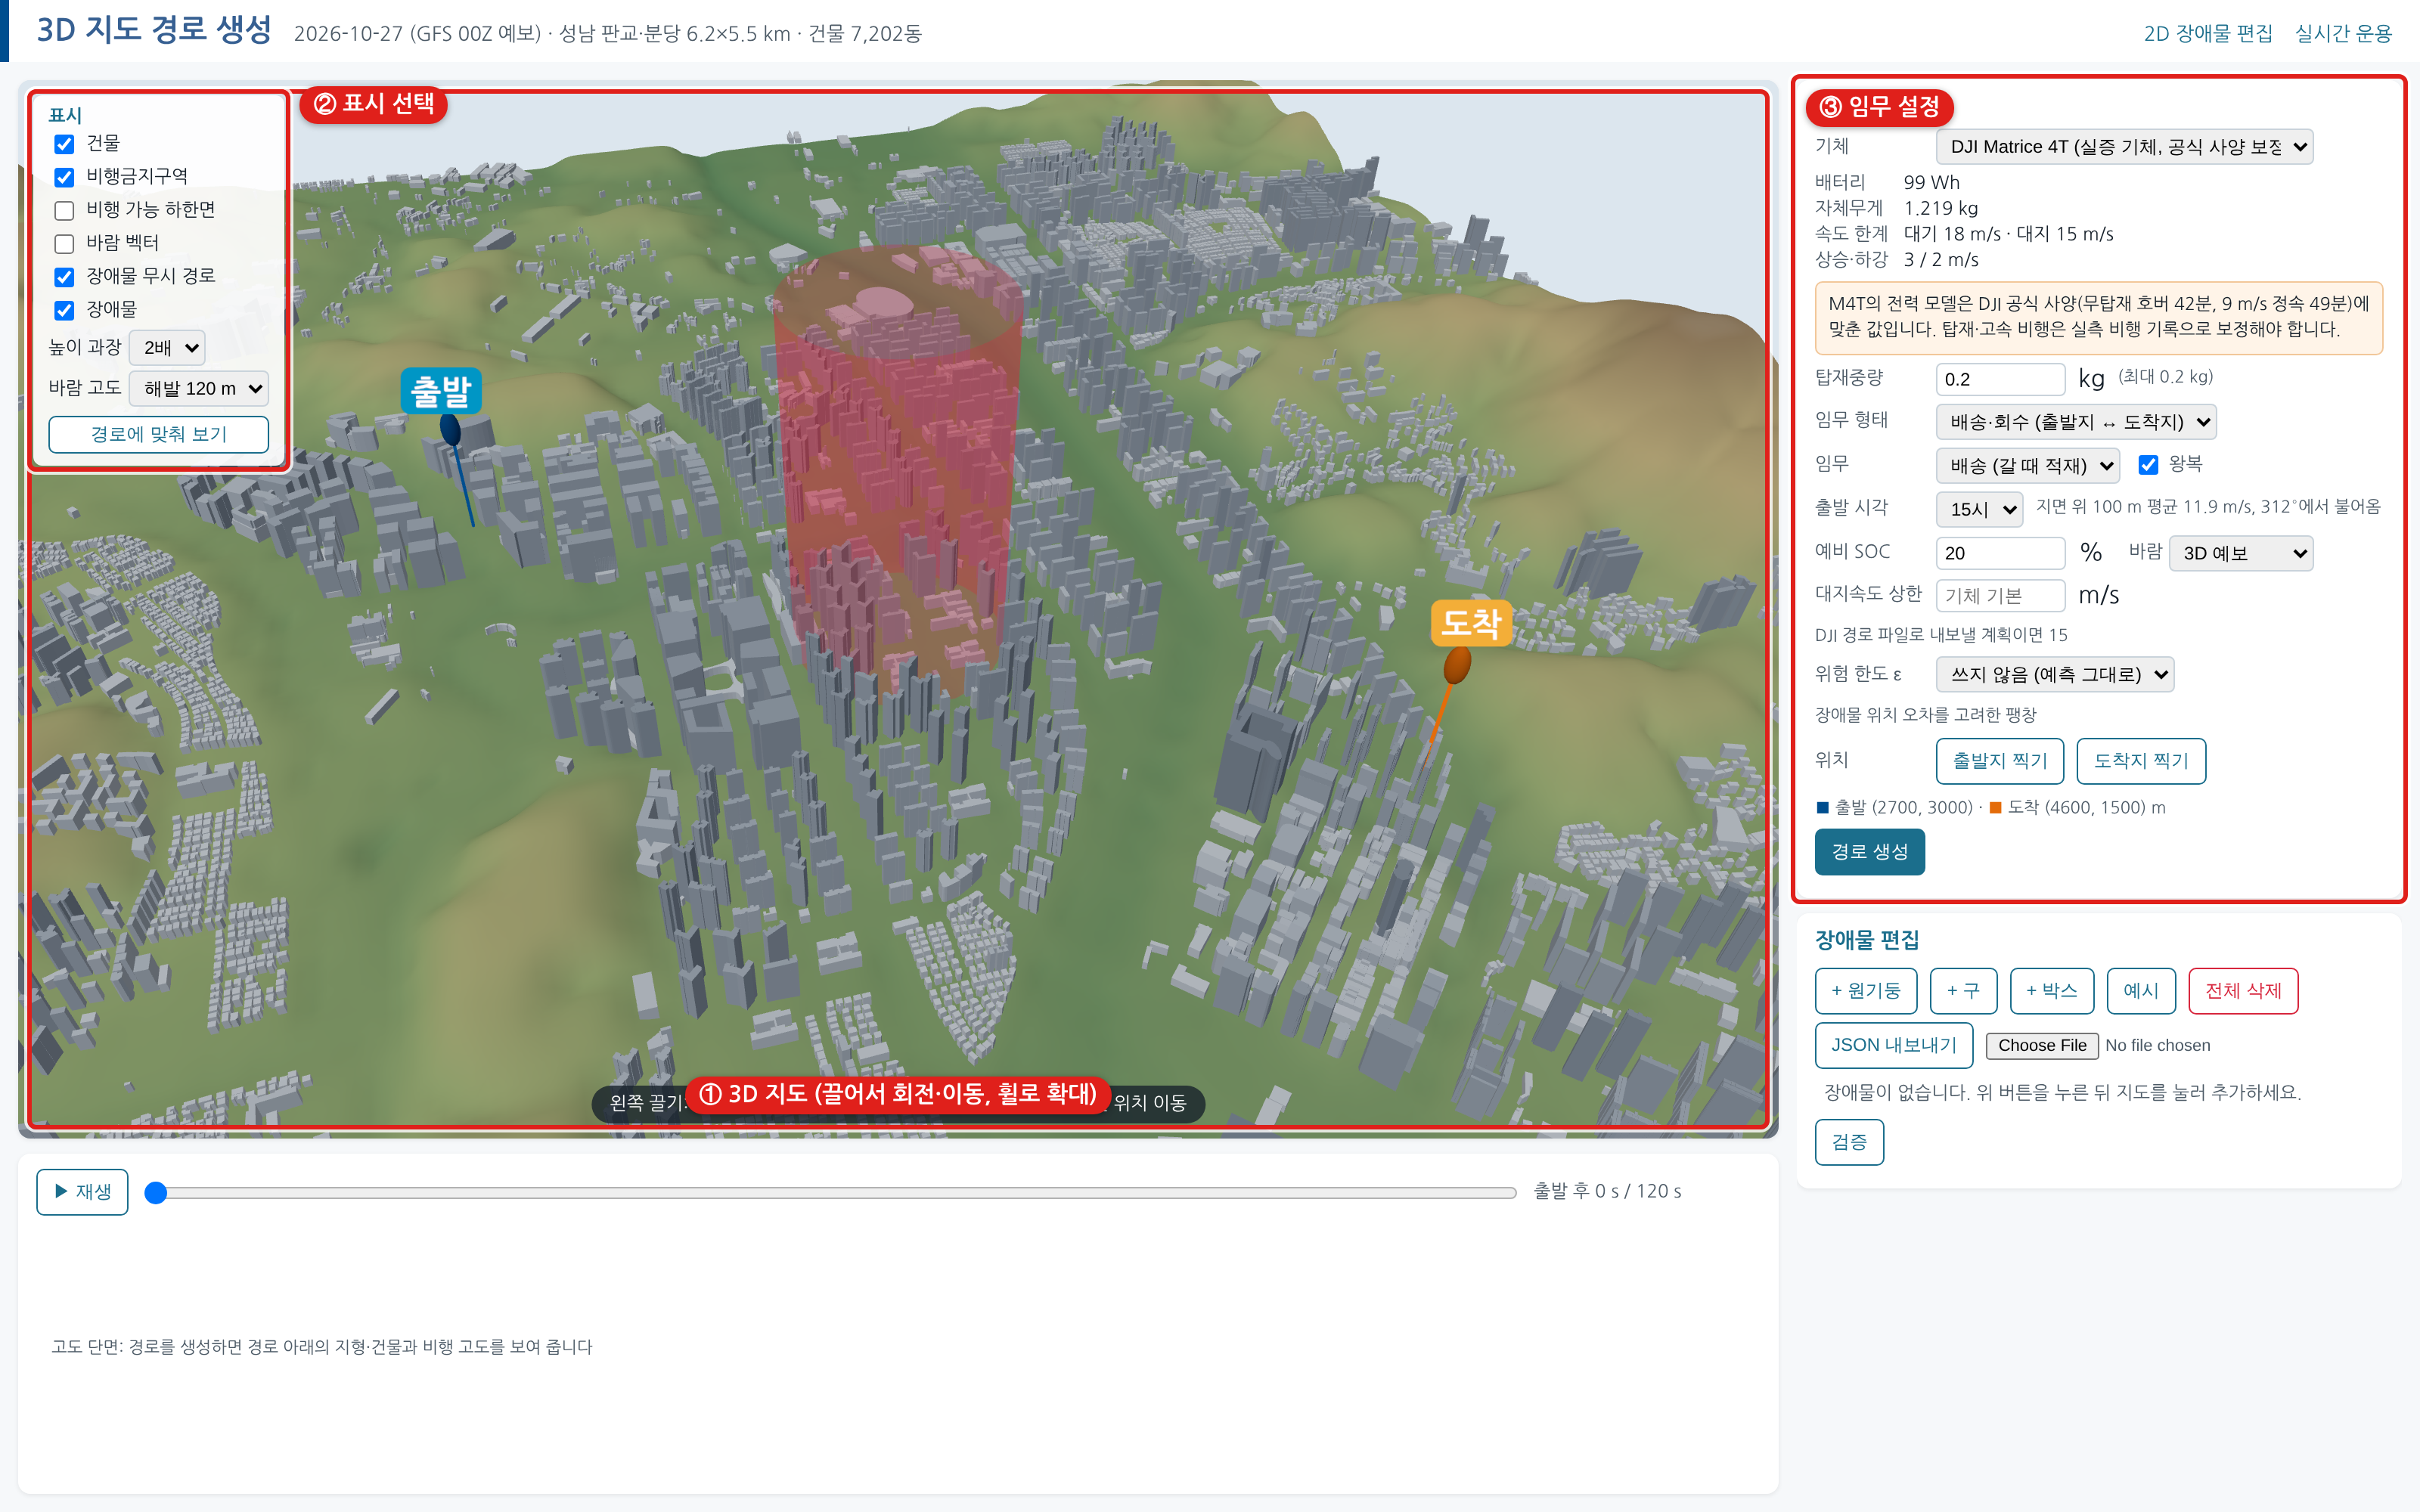 3D 지도 경로 생성
2026-10-27 (GFS 00Z 예보) · 성남 판교·분당 6.2×5.5 km · 건물 7,202동
2D 장애물 편집
실시간 운용
표시
건물
비행금지구역
비행 가능 하한면
바람 벡터
장애물 무시 경로
장애물
높이 과장 2배
바람 고도 해발 120 m
경로에 맞춰 보기
② 표시 선택
출발
도착
왼쪽 끌기:
① 3D 지도 (끌어서 회전·이동, 휠로 확대)
위치 이동
③ 임무 설정
기체 DJI Matrice 4T (실증 기체, 공식 사양 보정
배터리 99 Wh
자체무게 1.219 kg
속도 한계 대기 18 m/s · 대지 15 m/s
상승·하강 3 / 2 m/s
M4T의 전력 모델은 DJI 공식 사양(무탑재 호버 42분, 9 m/s 정속 49분)에
맞춘 값입니다. 탑재·고속 비행은 실측 비행 기록으로 보정해야 합니다.
탑재중량 0.2 kg (최대 0.2 kg)
임무 형태 배송·회수 (출발지 ↔ 도착지)
임무 배송 (갈 때 적재) 왕복
출발 시각 15시 지면 위 100 m 평균 11.9 m/s, 312°에서 불어옴
예비 SOC 20 % 바람 3D 예보
대지속도 상한 기체 기본 m/s
DJI 경로 파일로 내보낼 계획이면 15
위험 한도 ε 쓰지 않음 (예측 그대로)
장애물 위치 오차를 고려한 팽창
위치 출발지 찍기 도착지 찍기
■ 출발 (2700, 3000) · ■ 도착 (4600, 1500) m
경로 생성
장애물 편집
+ 원기둥 + 구 + 박스 예시 전체 삭제
JSON 내보내기 Choose File No file chosen
장애물이 없습니다. 위 버튼을 누른 뒤 지도를 눌러 추가하세요.
검증
▶ 재생
출발 후 0 s / 120 s
고도 단면: 경로를 생성하면 경로 아래의 지형·건물과 비행 고도를 보여 줍니다